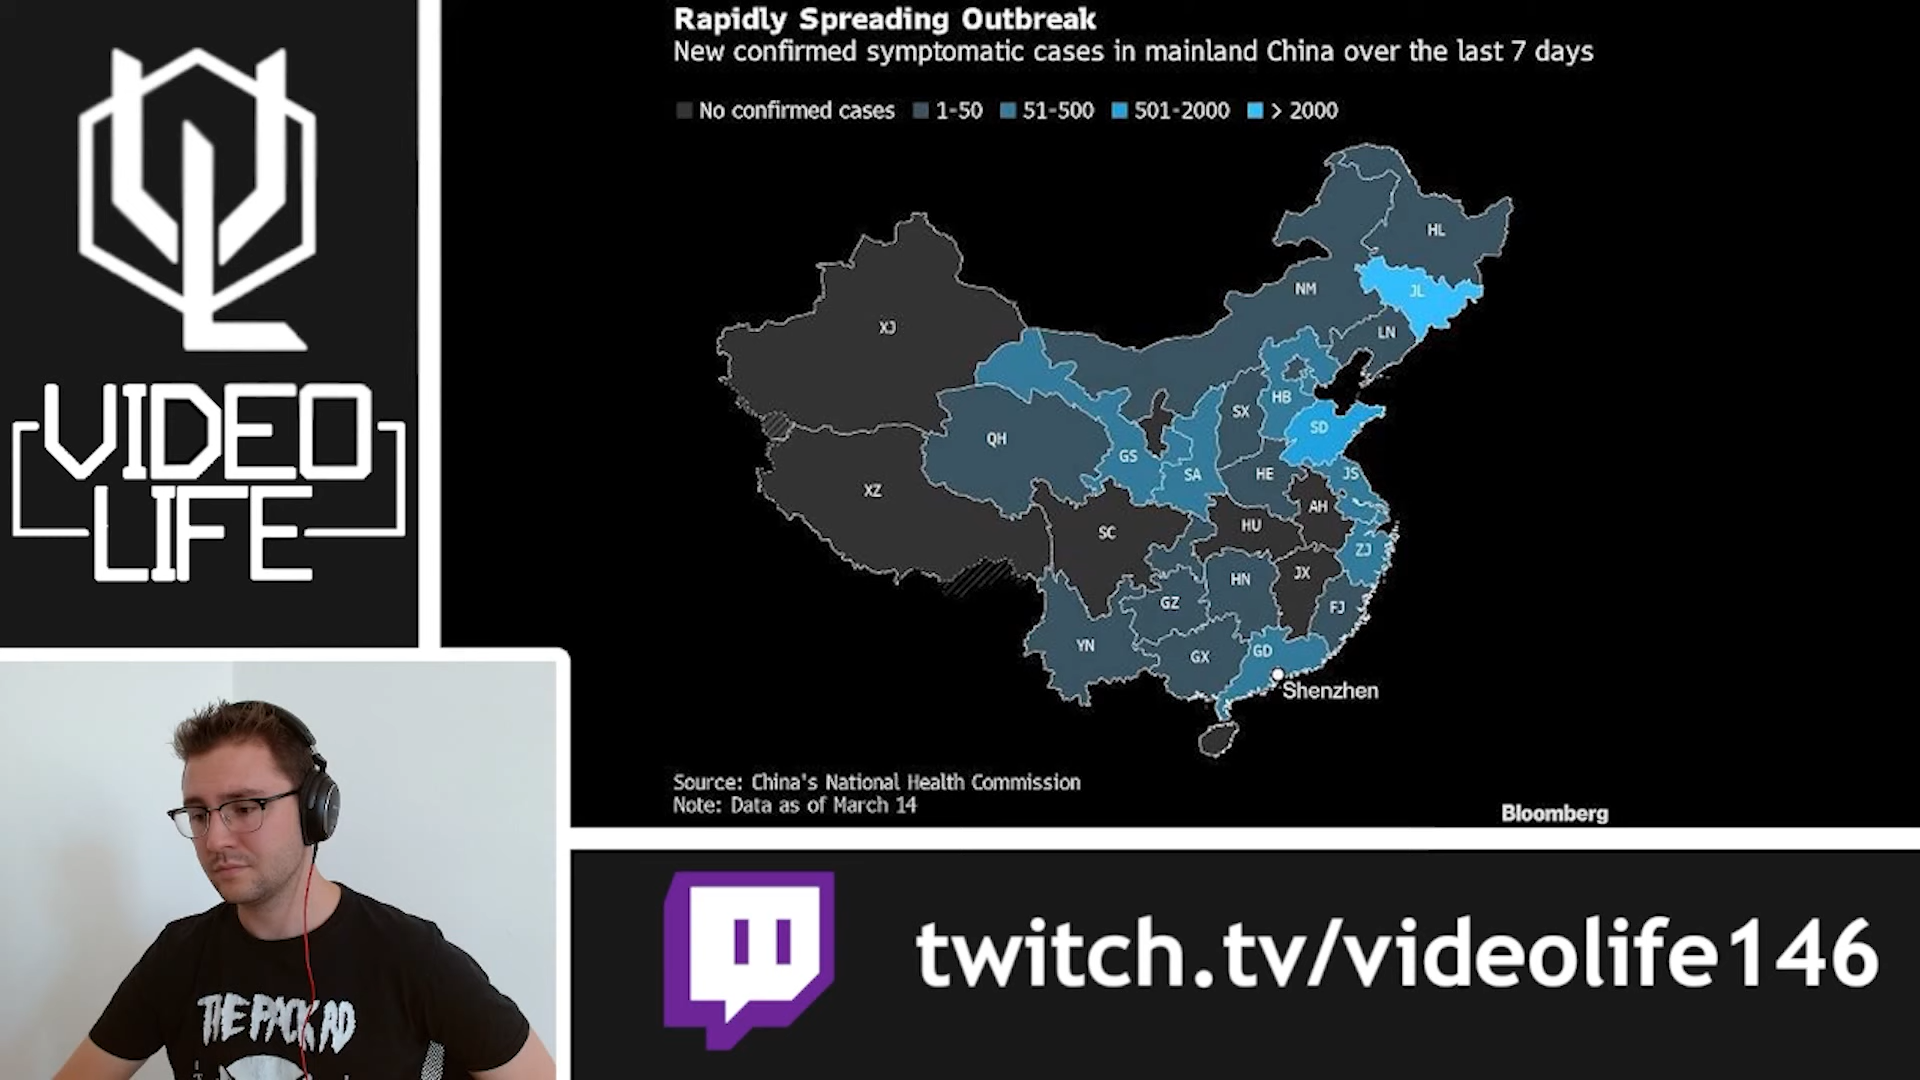 Rapidly Spreading Outbreak
New confirmed symptomatic cases in mainland China over the last 7 days
No confirmed cases 1-50 51-500 501-2000 > 2000
HL
NM
JL
XJ
LN
HB
SX
SD
QH
GS
SA
HE
JS
XZ
AH
SC
HU
ZJ
JX
HN
GZ
FJ
YN
GX
GD
Shenzhen
Source: China's National Health Commission
Note: Data as of March 14
Bloomberg
VIDEO
LIFE
THE PACK AD
twitch.tv/videolife146